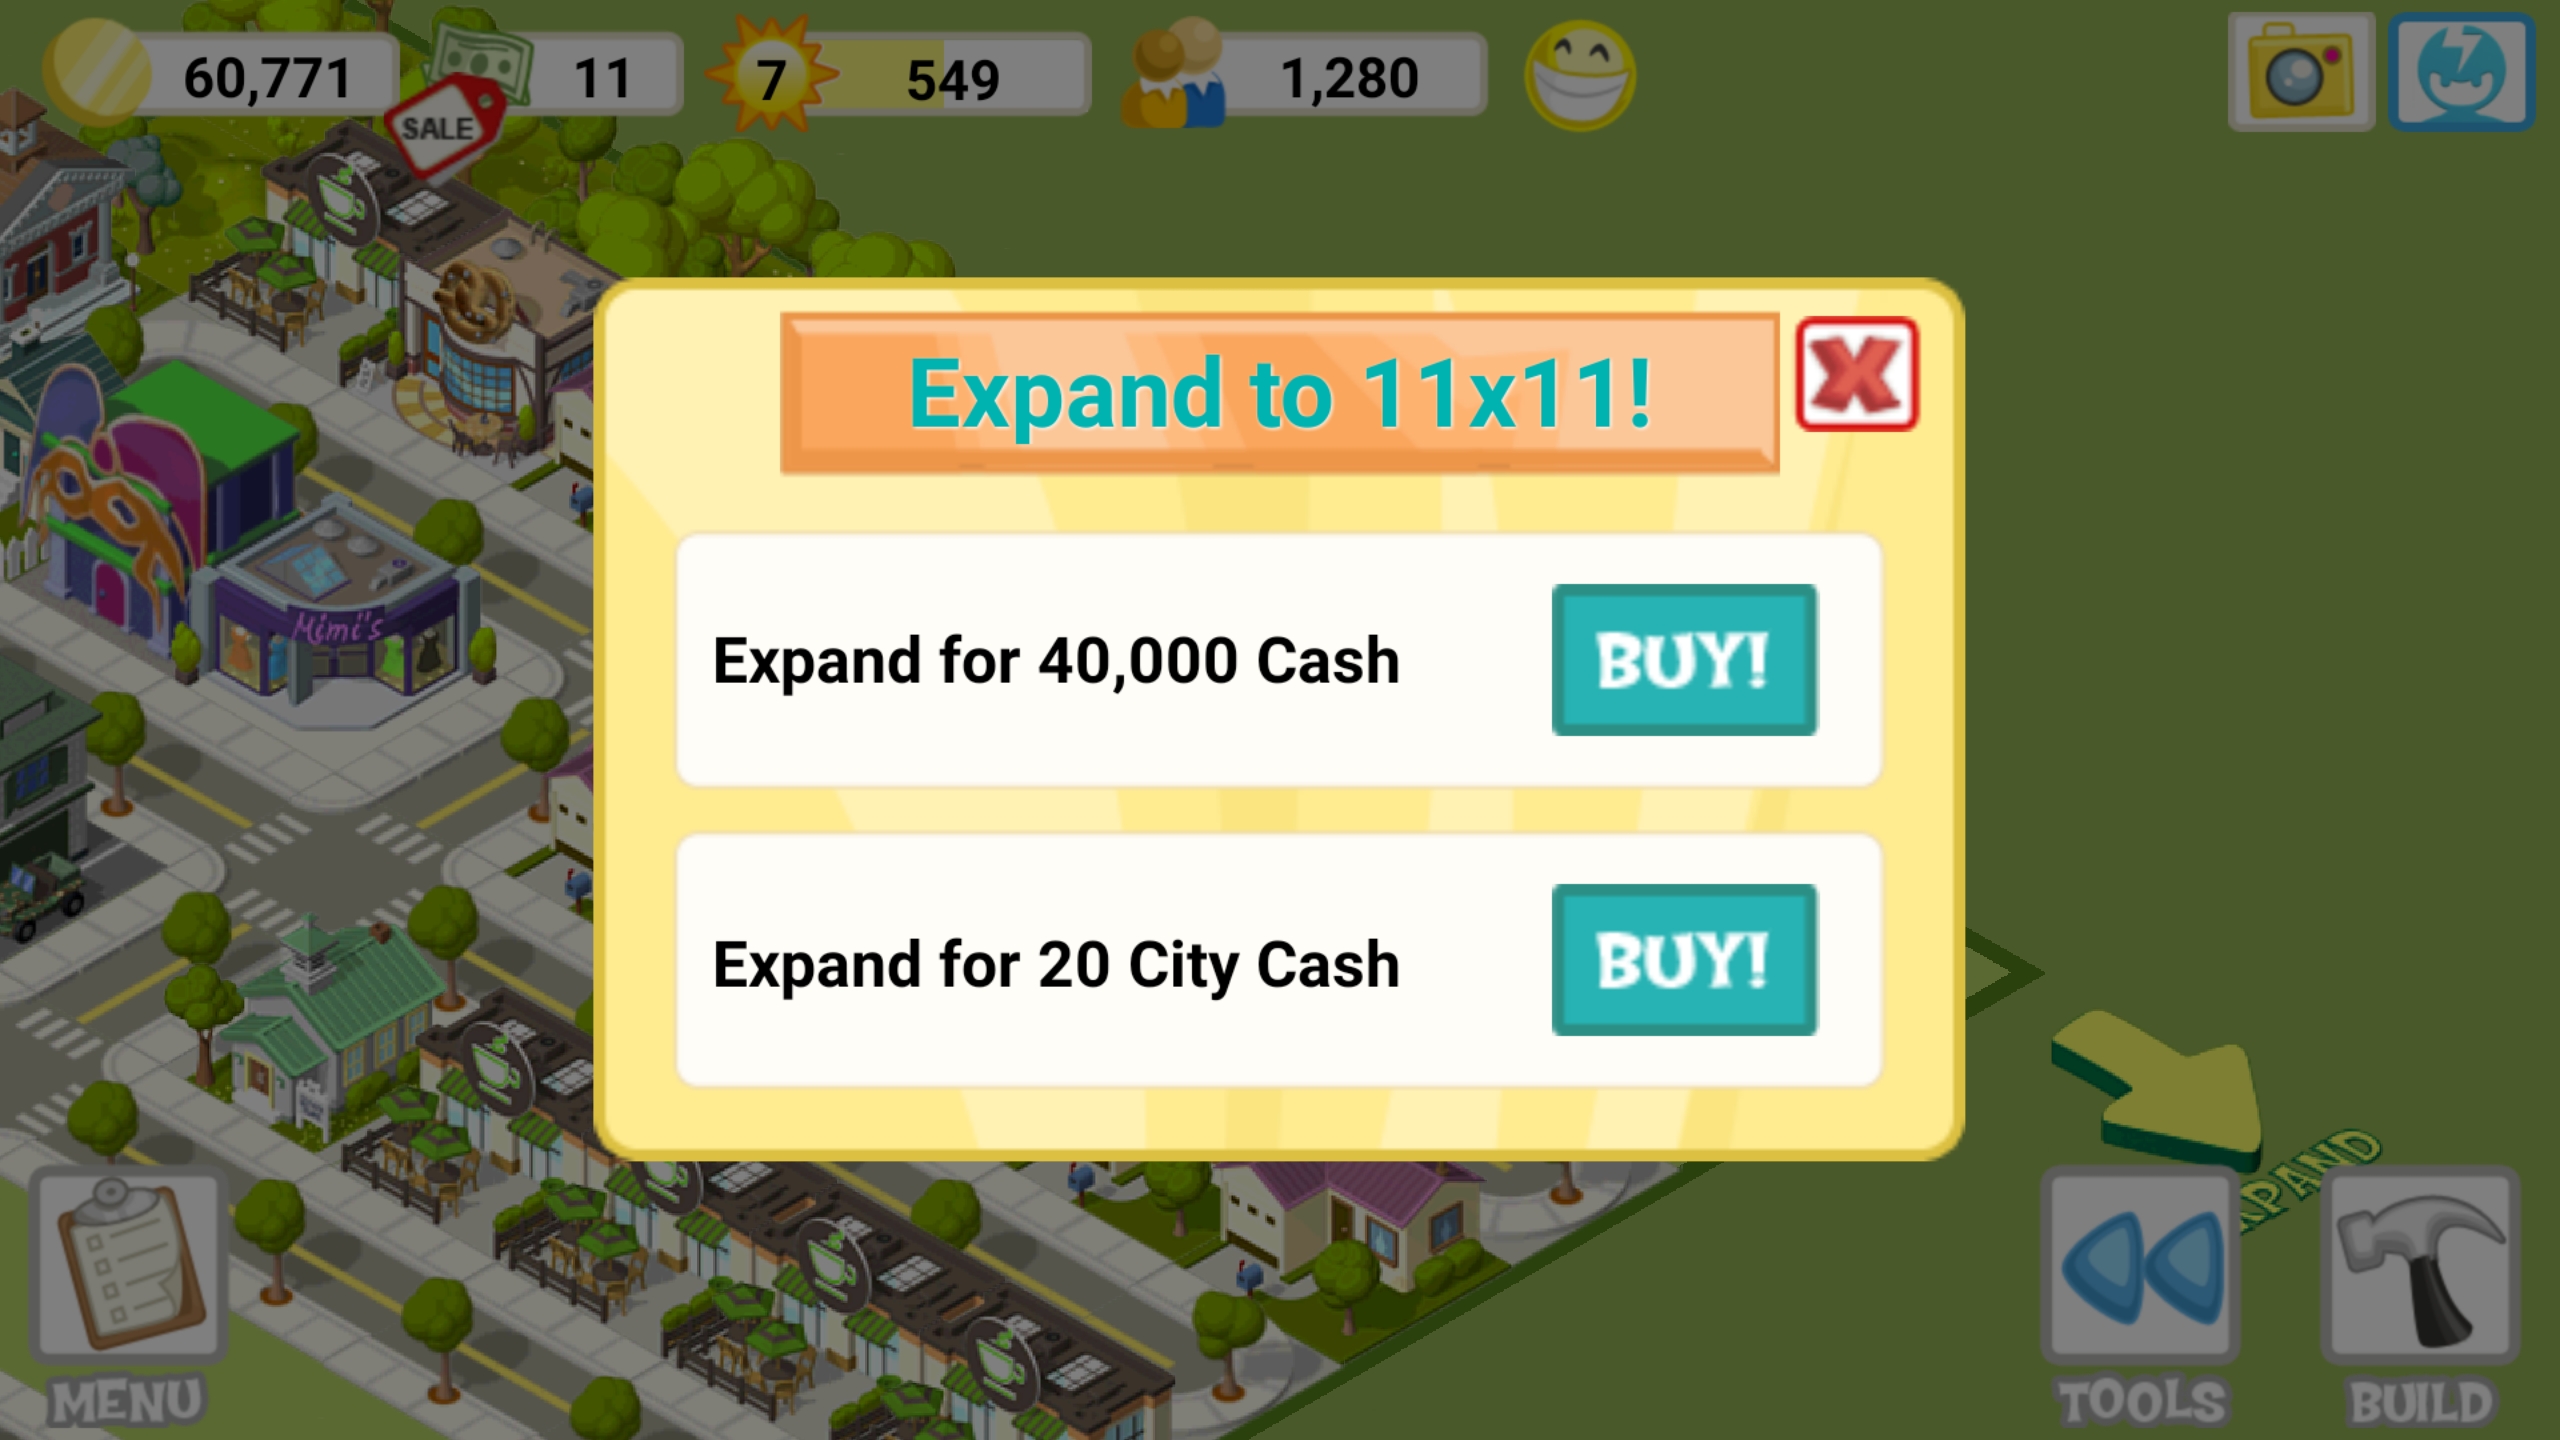 60,771
11
7
549
1,280
SALE
Expand to 11x11!
Expand for 40,000 Cash
BUY!
Expand for 20 City Cash
BUY!
Mimi's
XPAND
MENU
TOOLS
BUILD